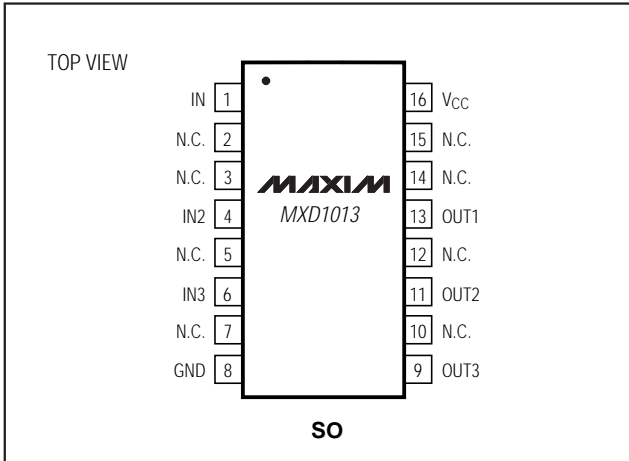 TOP VIEW
IN 1
N.C. 2
N.C. 3
IN2 4
N.C. 5
IN3 6
N.C. 7
GND 8
MAXIM
MXD1013
16 VCC
15 N.C.
14 N.C.
13 OUT1
12 N.C.
11 OUT2
10 N.C.
9 OUT3
SO